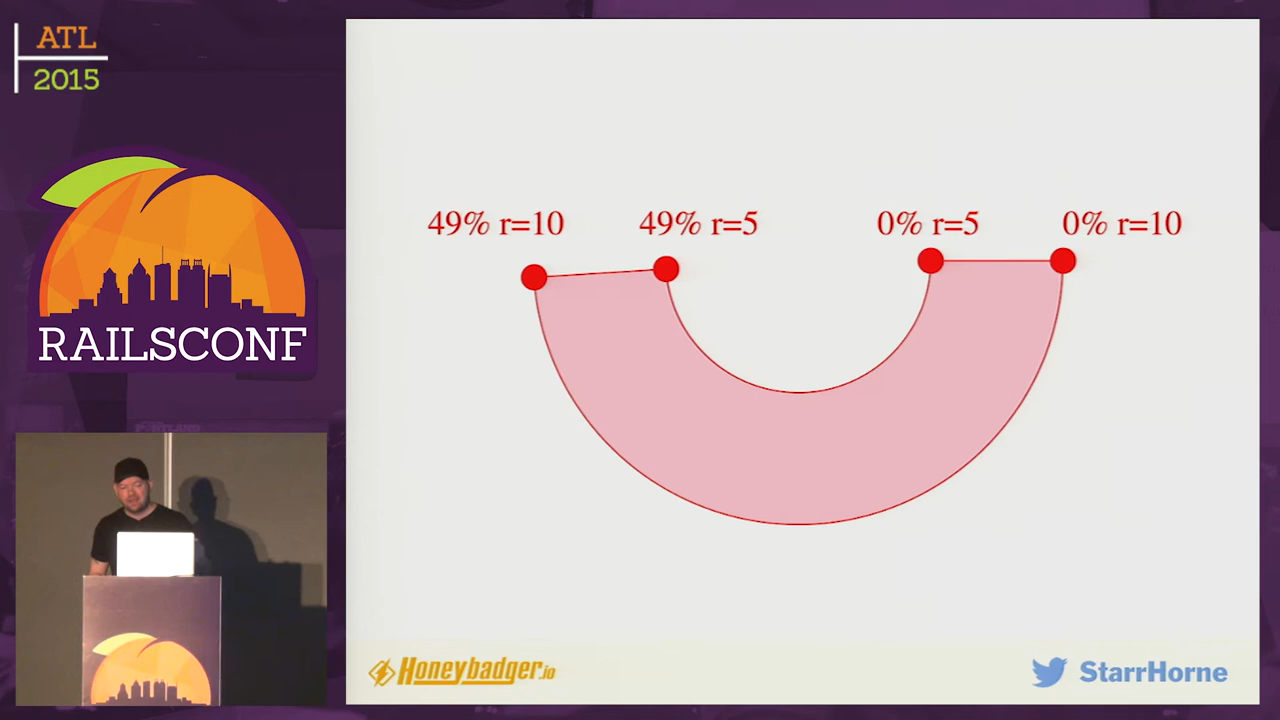 ATL
2015
RAILSCONF
49% r=10
49% r=5
0% r=5
0% r=10
Honeybadger.io
StarrHorne